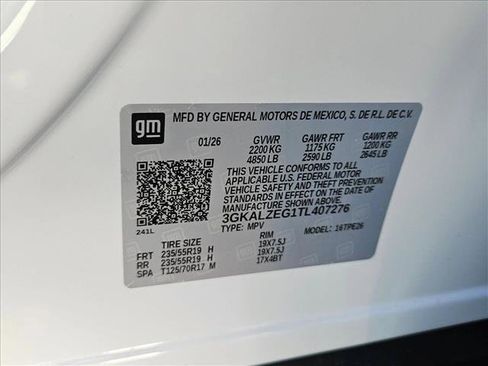 gm
MFD BY GENERAL MOTORS DE MEXICO, S. DE R.L. DE C.V.
01/26 GVWR GAWR FRT GAWR RR
2200 KG 1175 KG 1200 KG
4850 LB 2590 LB 2645 LB
THIS VEHICLE CONFORMS TO ALL
APPLICABLE U.S. FEDERAL MOTOR
VEHICLE SAFETY STANDARDS IN
EFFECT ON THE DATE OF
MANUFACTURE SHOWN ABOVE.
3GKALZEG1TL407276
TYPE: MPV MODEL: 16TPE26
241L
TIRE SIZE RIM
FRT 235/55R19 H 19X7.5J
RR 235/55R19 H 19X7.5J
SPA T125/70R17 M 17X4BT